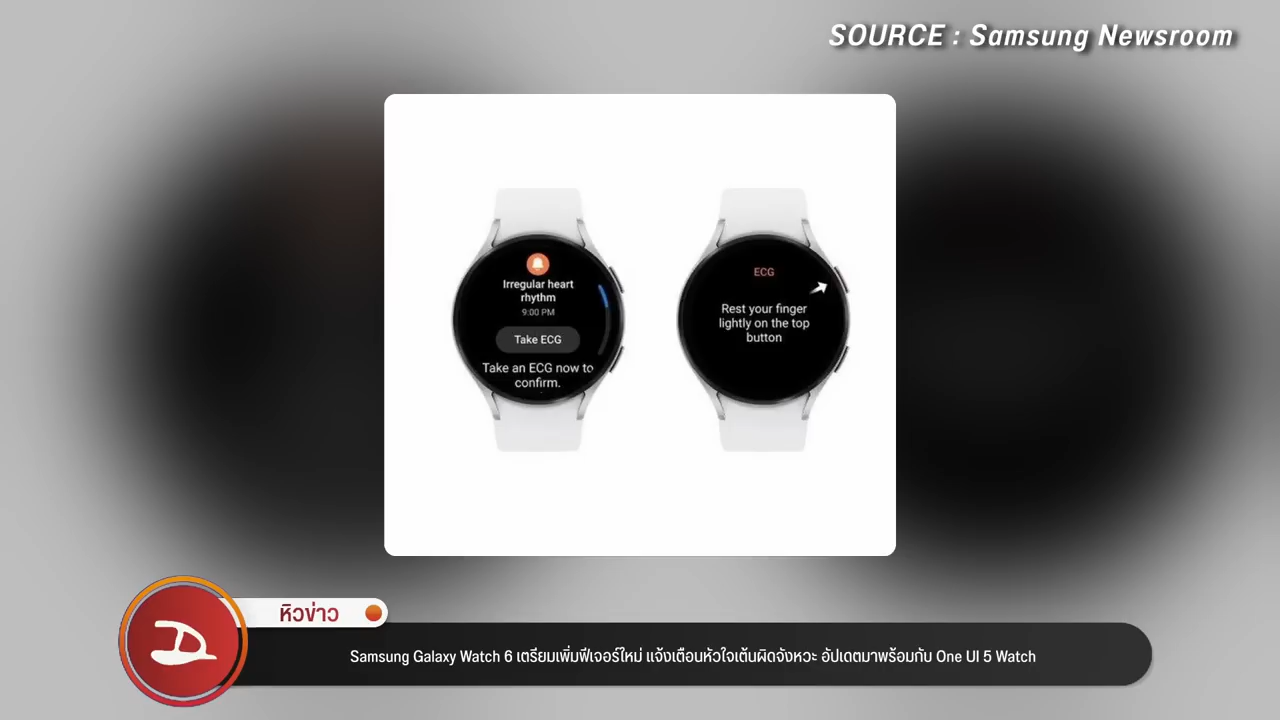 SOURCE : Samsung Newsroom
Irregular heart
rhythm
9:00 PM
Take ECG
Take an ECG now to
confirm.
ECG
Rest your finger
lightly on the top
button
หิวข่าว
Samsung Galaxy Watch 6 เตรียมเพิ่มฟีเจอร์ใหม่ แจ้งเตือนหัวใจเต้นผิดจังหวะ อัปเดตมาพร้อมกับ One UI 5 Watch